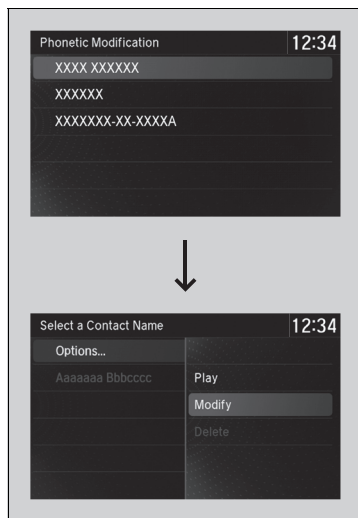 Phonetic Modification 12:34
XXXX XXXXXX
XXXXXX
XXXXXXX-XX-XXXXA
Select a Contact Name 12:34
Options...
Aaaaaaa Bbbcccc Play
Modify
Delete